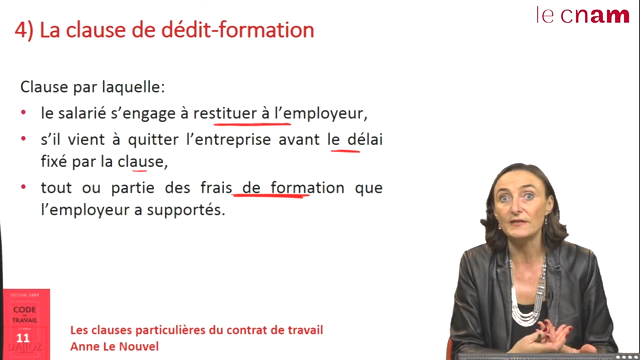 4) La clause de dédit-formation
le cnam
Clause par laquelle:
• le salarié s'engage à restituer à l'employeur,
• s'il vient à quitter l'entreprise avant le délai
fixé par la clause,
• tout ou partie des frais de formation que
l'employeur a supportés.
CODE
TRAVAIL
11
Les clauses particulières du contrat de travail
Anne Le Nouvel